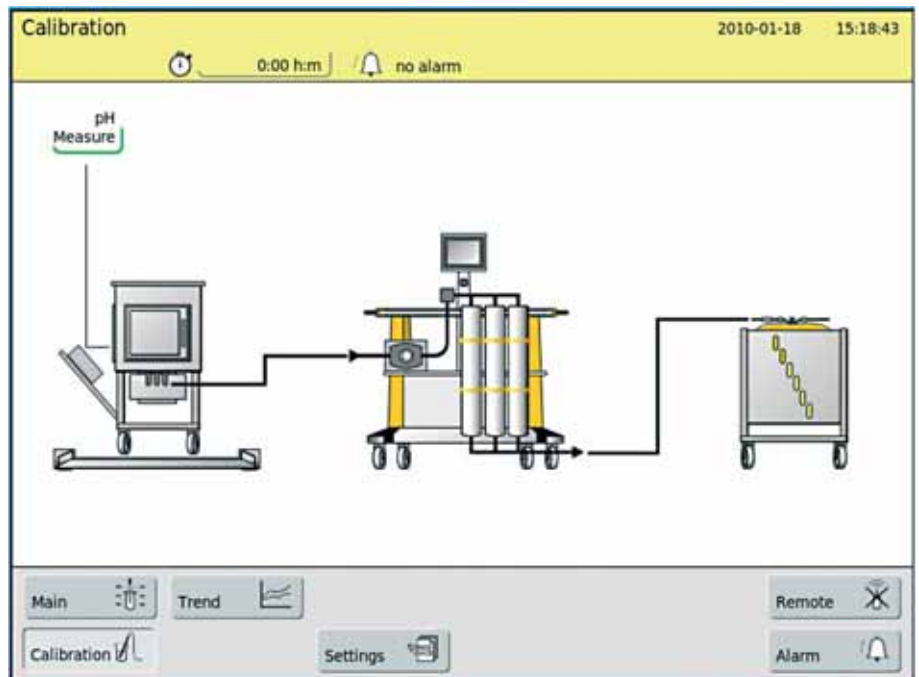 Calibration 2010-01-18 15:18:43
0:00 h:m no alarm
pH
Measure
Main Trend Remote
Calibration Settings Alarm